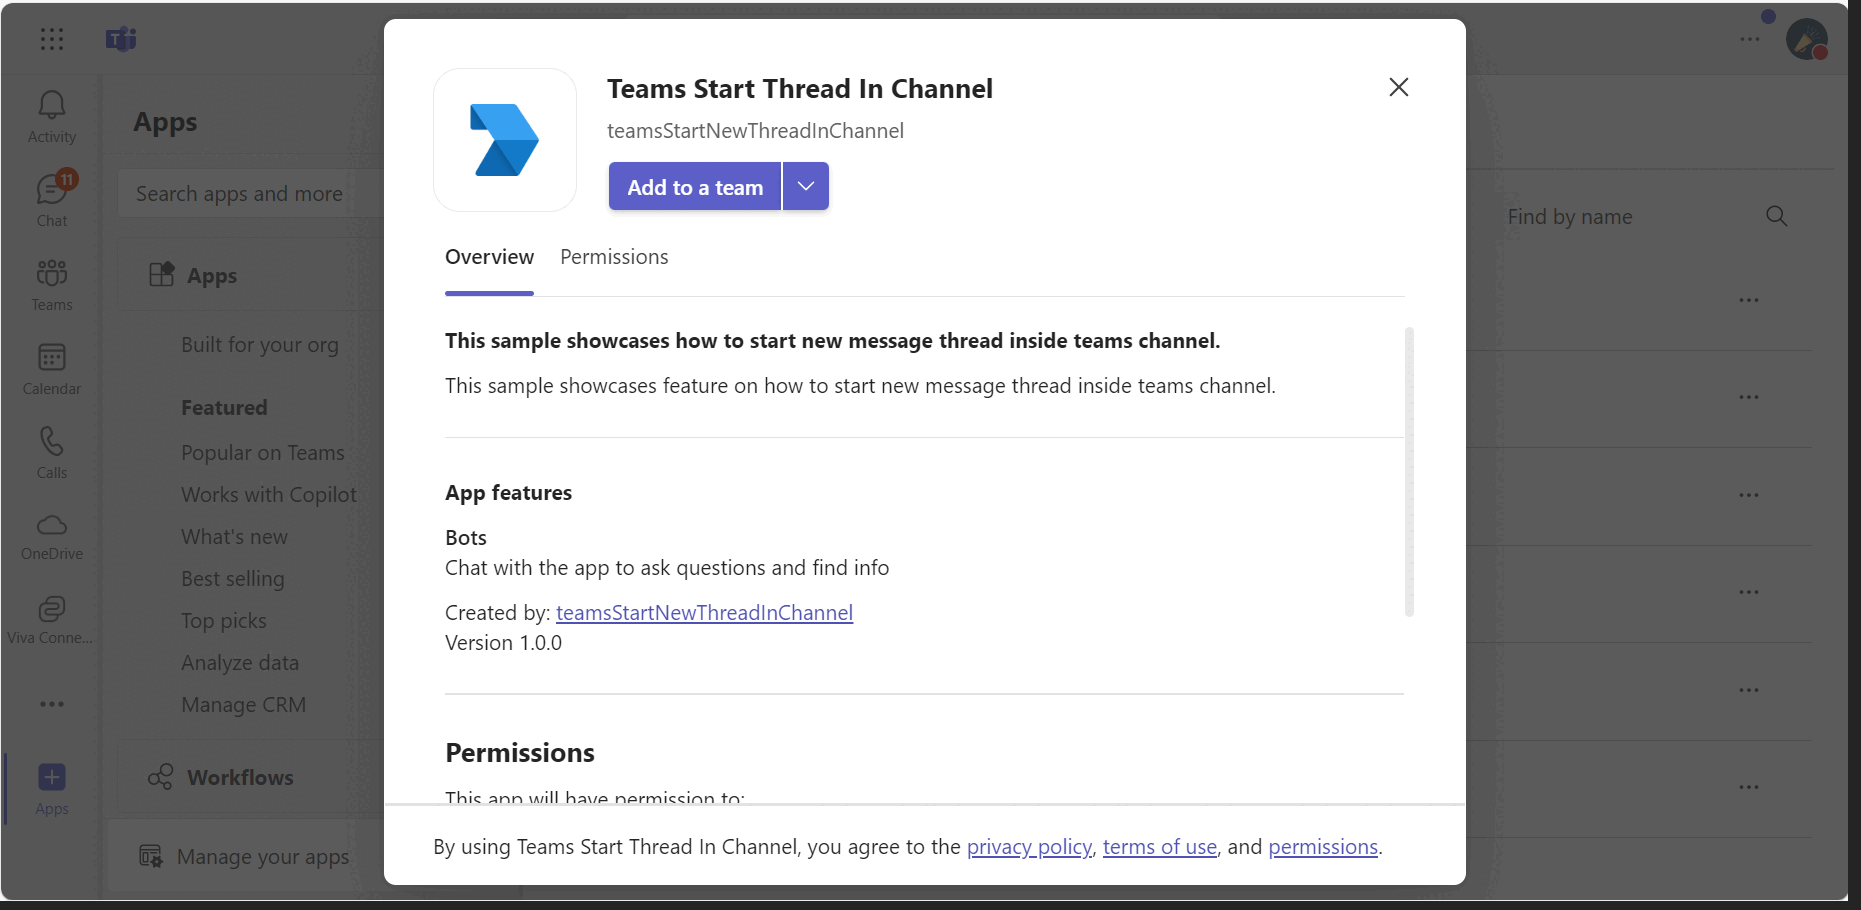 Activity
11
Chat
Teams
Calendar
Calls
OneDrive
Viva Conne...
Apps
Apps
Search apps and more
Apps
Built for your org
Featured
Popular on Teams
Works with Copilot
What's new
Best selling
Top picks
Analyze data
Manage CRM
Workflows
Manage your apps
Teams Start Thread In Channel
teamsStartNewThreadInChannel
Add to a team
Overview Permissions
This sample showcases how to start new message thread inside teams channel.
This sample showcases feature on how to start new message thread inside teams channel.
App features
Bots
Chat with the app to ask questions and find info
Created by: teamsStartNewThreadInChannel
Version 1.0.0
Permissions
This app will have permission to:
By using Teams Start Thread In Channel, you agree to the privacy policy, terms of use, and permissions.
Find by name